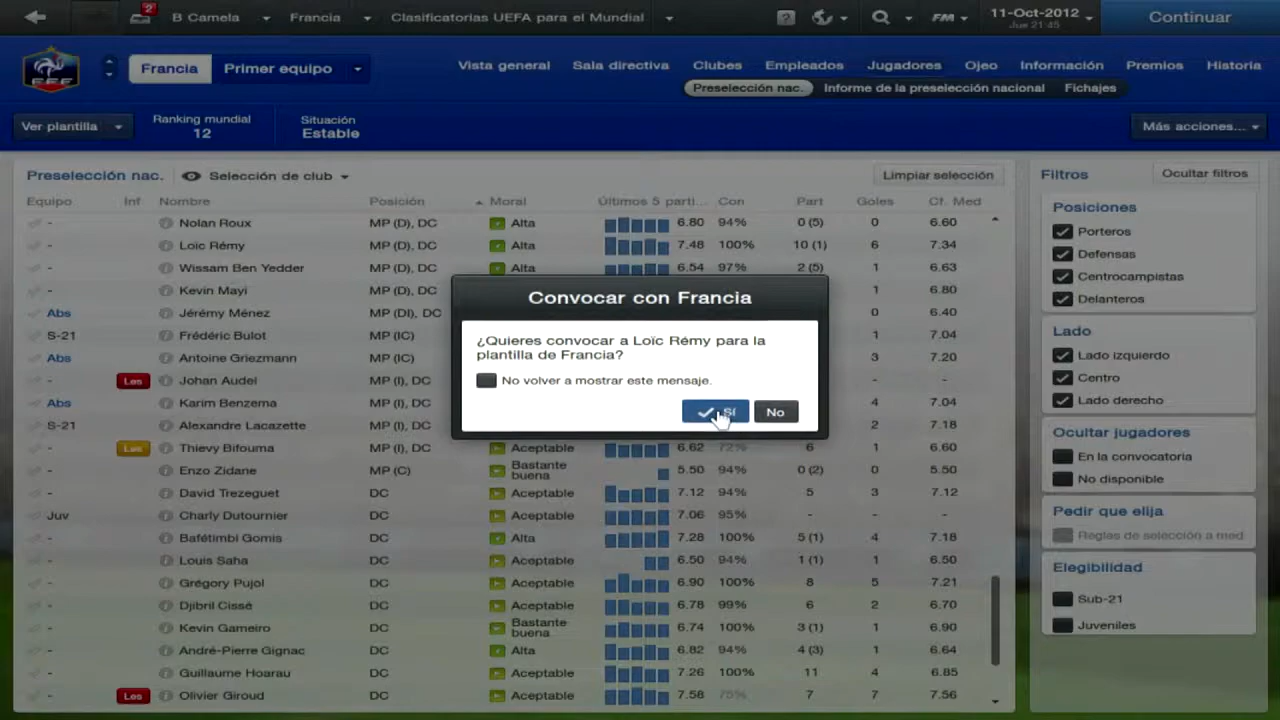 2
B Camela
Francia
Clasificatorias UEFA para el Mundial
?
FM
11-Oct-2012
Jue 21:45
Continuar
FFF
Francia
Primer equipo
Vista general
Sala directiva
Clubes
Empleados
Jugadores
Ojeo
Información
Premios
Historia
Preselección nac.
Informe de la preselección nacional
Fichajes
Ver plantilla
Ranking mundial
12
Situación
Estable
Más acciones...
Preselección nac. Selección de club
Limpiar selección
Equipo Inf Nombre Posición Moral Últimos 5 parti... Con Part Goles Cf. Med
- Nolan Roux MP (D), DC Alta 6.80 94% 0 (5) 0 6.60
- Loïc Rémy MP (D), DC Alta 7.48 100% 10 (1) 6 7.34
- Wissam Ben Yedder MP (D), DC Alta 6.54 97% 2 (5) 1 6.63
- Kevin Mayi MP (D), DC 1 6.80
Abs Jérémy Ménez MP (DI), DC 0 6.40
S-21 Frédéric Bulot MP (IC) 1 7.04
Abs Antoine Griezmann MP (IC) 3 7.20
- Les Johan Audel MP (I), DC - -
Abs Karim Benzema MP (I), DC 4 7.04
S-21 Alexandre Lacazette MP (I), DC 2 7.18
- Les Thievy Bifouma MP (I), DC Aceptable 6.62 72% 6 1 6.60
- Enzo Zidane MP (C) Bastante buena 5.50 94% 0 (2) 0 5.50
- David Trezeguet DC Aceptable 7.12 94% 5 3 7.12
Juv Charly Dutournier DC Aceptable 7.06 95% - - -
- Bafétimbi Gomis DC Alta 7.28 100% 5 (1) 4 7.18
- Louis Saha DC Aceptable 6.50 94% 1 (1) 1 6.50
- Grégory Pujol DC Aceptable 6.90 100% 8 5 7.21
- Djibril Cissé DC Aceptable 6.78 99% 6 2 6.70
- Kevin Gameiro DC Bastante buena 6.74 100% 3 (1) 1 6.90
- André-Pierre Gignac DC Alta 6.82 94% 4 (3) 1 6.64
- Guillaume Hoarau DC Aceptable 7.26 100% 11 4 6.85
- Les Olivier Giroud DC Aceptable 7.58 75% 7 7 7.56
Convocar con Francia
¿Quieres convocar a Loïc Rémy para la
plantilla de Francia?
No volver a mostrar este mensaje.
Sí
No
Filtros
Ocultar filtros
Posiciones
Porteros
Defensas
Centrocampistas
Delanteros
Lado
Lado izquierdo
Centro
Lado derecho
Ocultar jugadores
En la convocatoria
No disponible
Pedir que elija
Reglas de selección a med
Elegibilidad
Sub-21
Juveniles